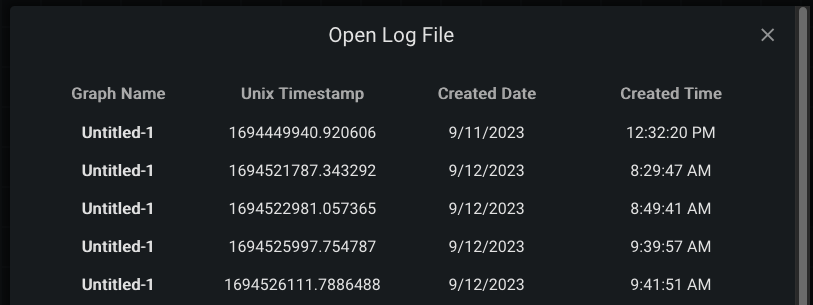 Open Log File
Graph Name Unix Timestamp Created Date Created Time
Untitled-1 1694449940.920606 9/11/2023 12:32:20 PM
Untitled-1 1694521787.343292 9/12/2023 8:29:47 AM
Untitled-1 1694522981.057365 9/12/2023 8:49:41 AM
Untitled-1 1694525997.754787 9/12/2023 9:39:57 AM
Untitled-1 1694526111.7886488 9/12/2023 9:41:51 AM